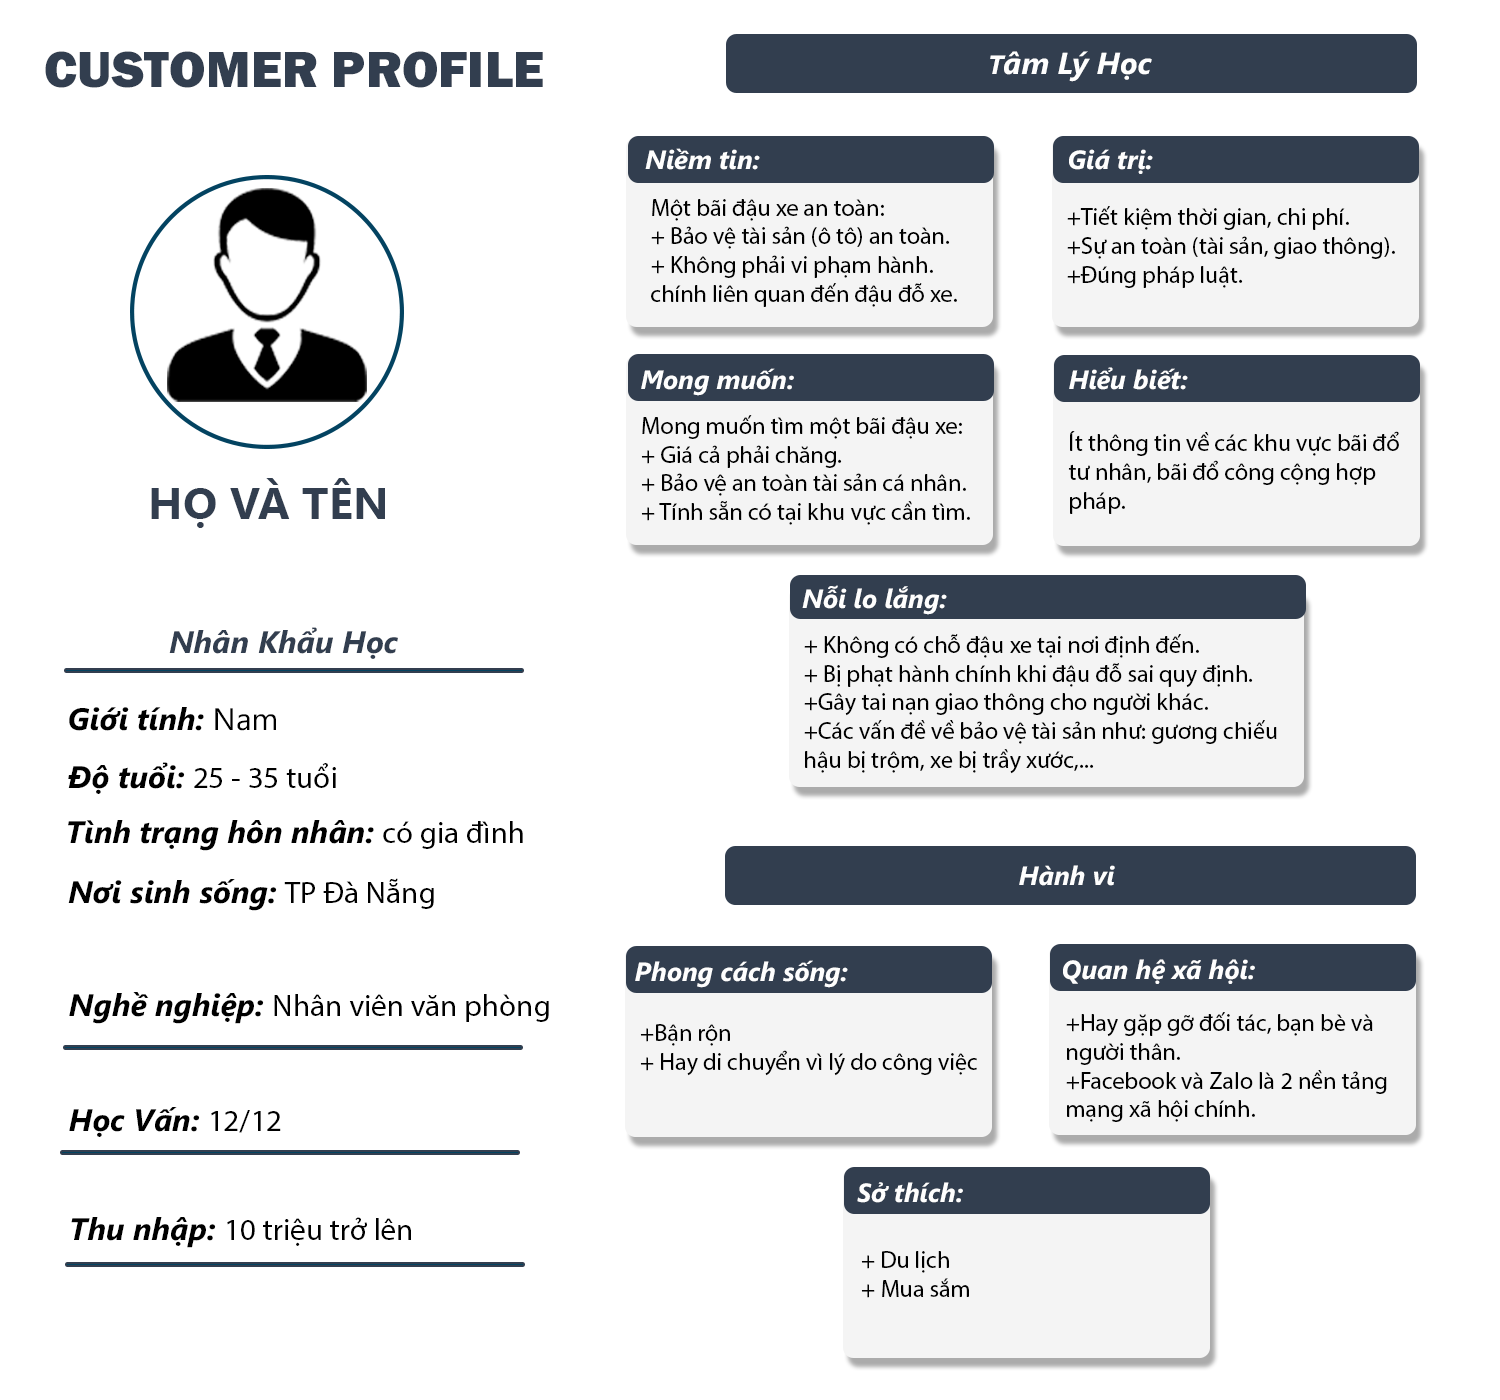 CUSTOMER PROFILE
HỌ VÀ TÊN
Nhân Khẩu Học
Giới tính: Nam
Độ tuổi: 25 - 35 tuổi
Tình trạng hôn nhân: có gia đình
Nơi sinh sống: TP Đà Nẵng
Nghề nghiệp: Nhân viên văn phòng
Học Vấn: 12/12
Thu nhập: 10 triệu trở lên
Tâm Lý Học
Niềm tin:
Một bãi đậu xe an toàn:
+ Bảo vệ tài sản (ô tô) an toàn.
+ Không phải vi phạm hành.
chính liên quan đến đậu đỗ xe.
Giá trị:
+Tiết kiệm thời gian, chi phí.
+Sự an toàn (tài sản, giao thông).
+Đúng pháp luật.
Mong muốn:
Mong muốn tìm một bãi đậu xe:
+ Giá cả phải chăng.
+ Bảo vệ an toàn tài sản cá nhân.
+ Tính sẵn có tại khu vực cần tìm.
Hiểu biết:
Ít thông tin về các khu vực bãi đổ
tư nhân, bãi đổ công cộng hợp
pháp.
Nỗi lo lắng:
+ Không có chỗ đậu xe tại nơi định đến.
+ Bị phạt hành chính khi đậu đỗ sai quy định.
+Gây tai nạn giao thông cho người khác.
+Các vấn đề về bảo vệ tài sản như: gương chiếu
hậu bị trộm, xe bị trầy xước,...
Hành vi
Phong cách sống:
+Bận rộn
+ Hay di chuyển vì lý do công việc
Quan hệ xã hội:
+Hay gặp gỡ đối tác, bạn bè và
người thân.
+Facebook và Zalo là 2 nền tảng
mạng xã hội chính.
Sở thích:
+ Du lịch
+ Mua sắm